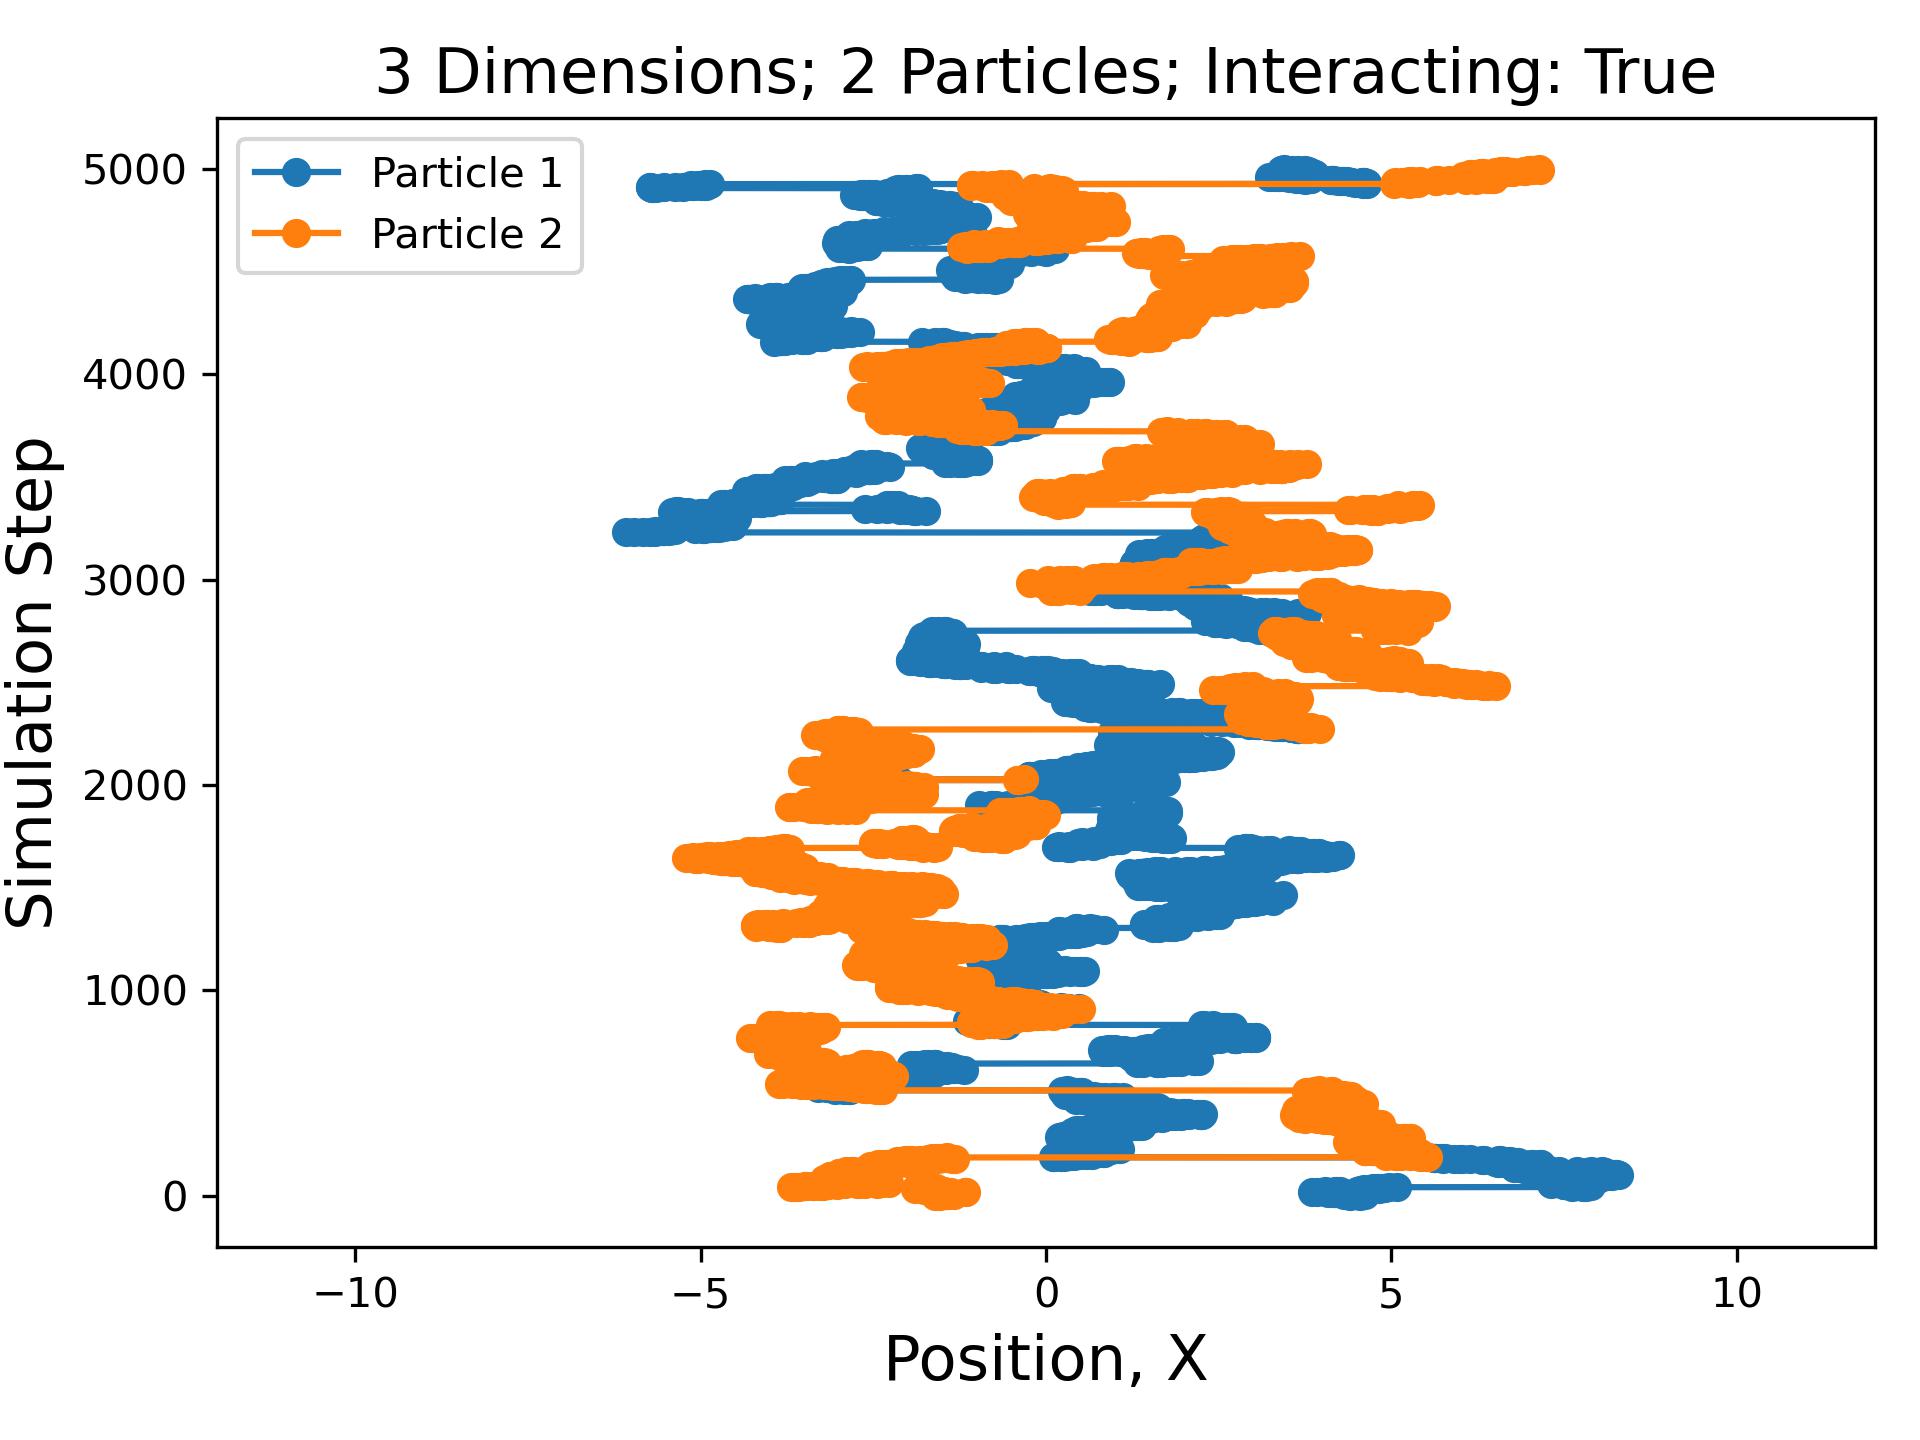 3 Dimensions; 2 Particles; Interacting: True
Particle 1
Particle 2
5000
4000
3000
2000
1000
0
Simulation Step
−10
−5
0
5
10
Position, X